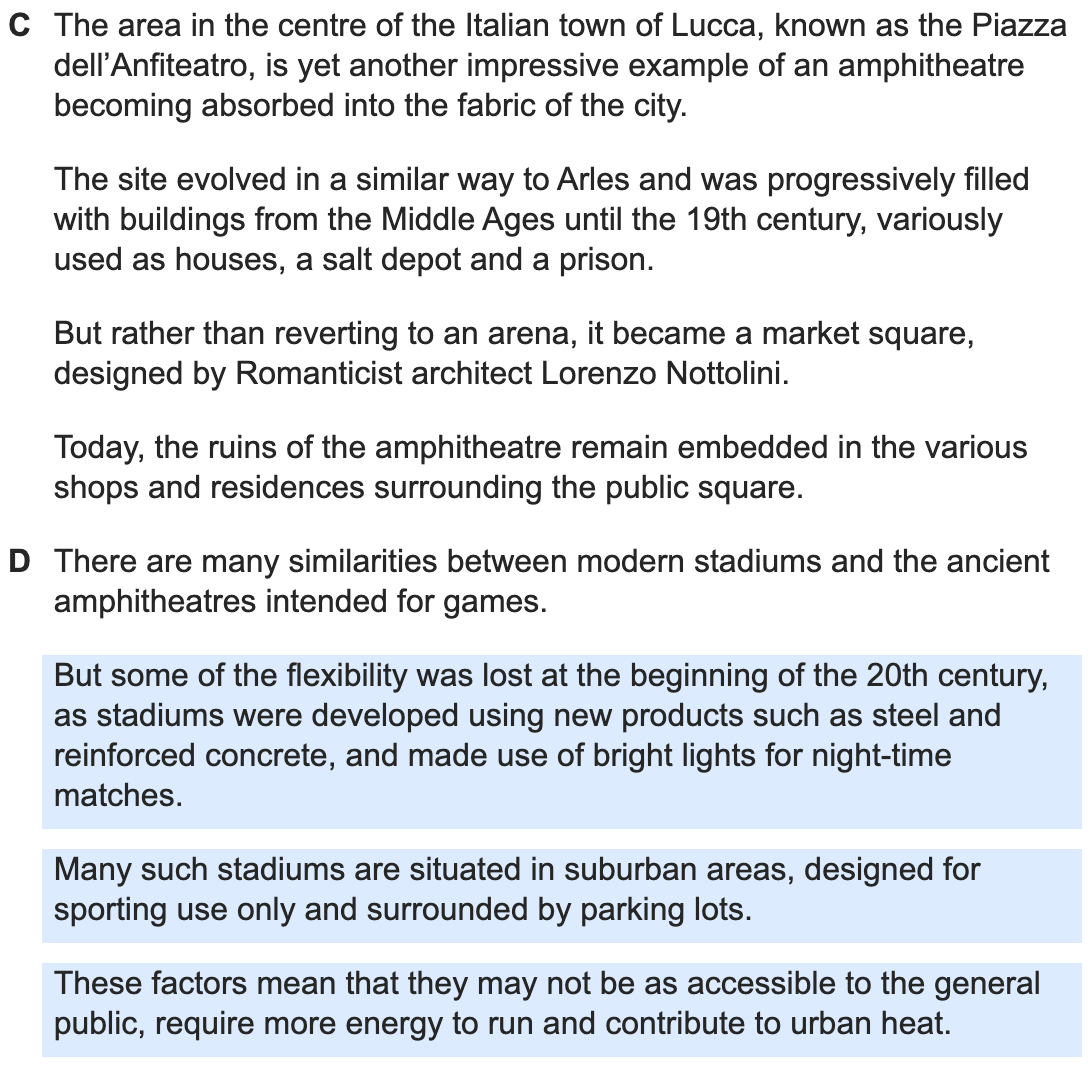 C The area in the centre of the Italian town of Lucca, known as the Piazza
dell’Anfiteatro, is yet another impressive example of an amphitheatre
becoming absorbed into the fabric of the city.
The site evolved in a similar way to Arles and was progressively filled
with buildings from the Middle Ages until the 19th century, variously
used as houses, a salt depot and a prison.
But rather than reverting to an arena, it became a market square,
designed by Romanticist architect Lorenzo Nottolini.
Today, the ruins of the amphitheatre remain embedded in the various
shops and residences surrounding the public square.
D There are many similarities between modern stadiums and the ancient
amphitheatres intended for games.
But some of the flexibility was lost at the beginning of the 20th century,
as stadiums were developed using new products such as steel and
reinforced concrete, and made use of bright lights for night-time
matches.
Many such stadiums are situated in suburban areas, designed for
sporting use only and surrounded by parking lots.
These factors mean that they may not be as accessible to the general
public, require more energy to run and contribute to urban heat.